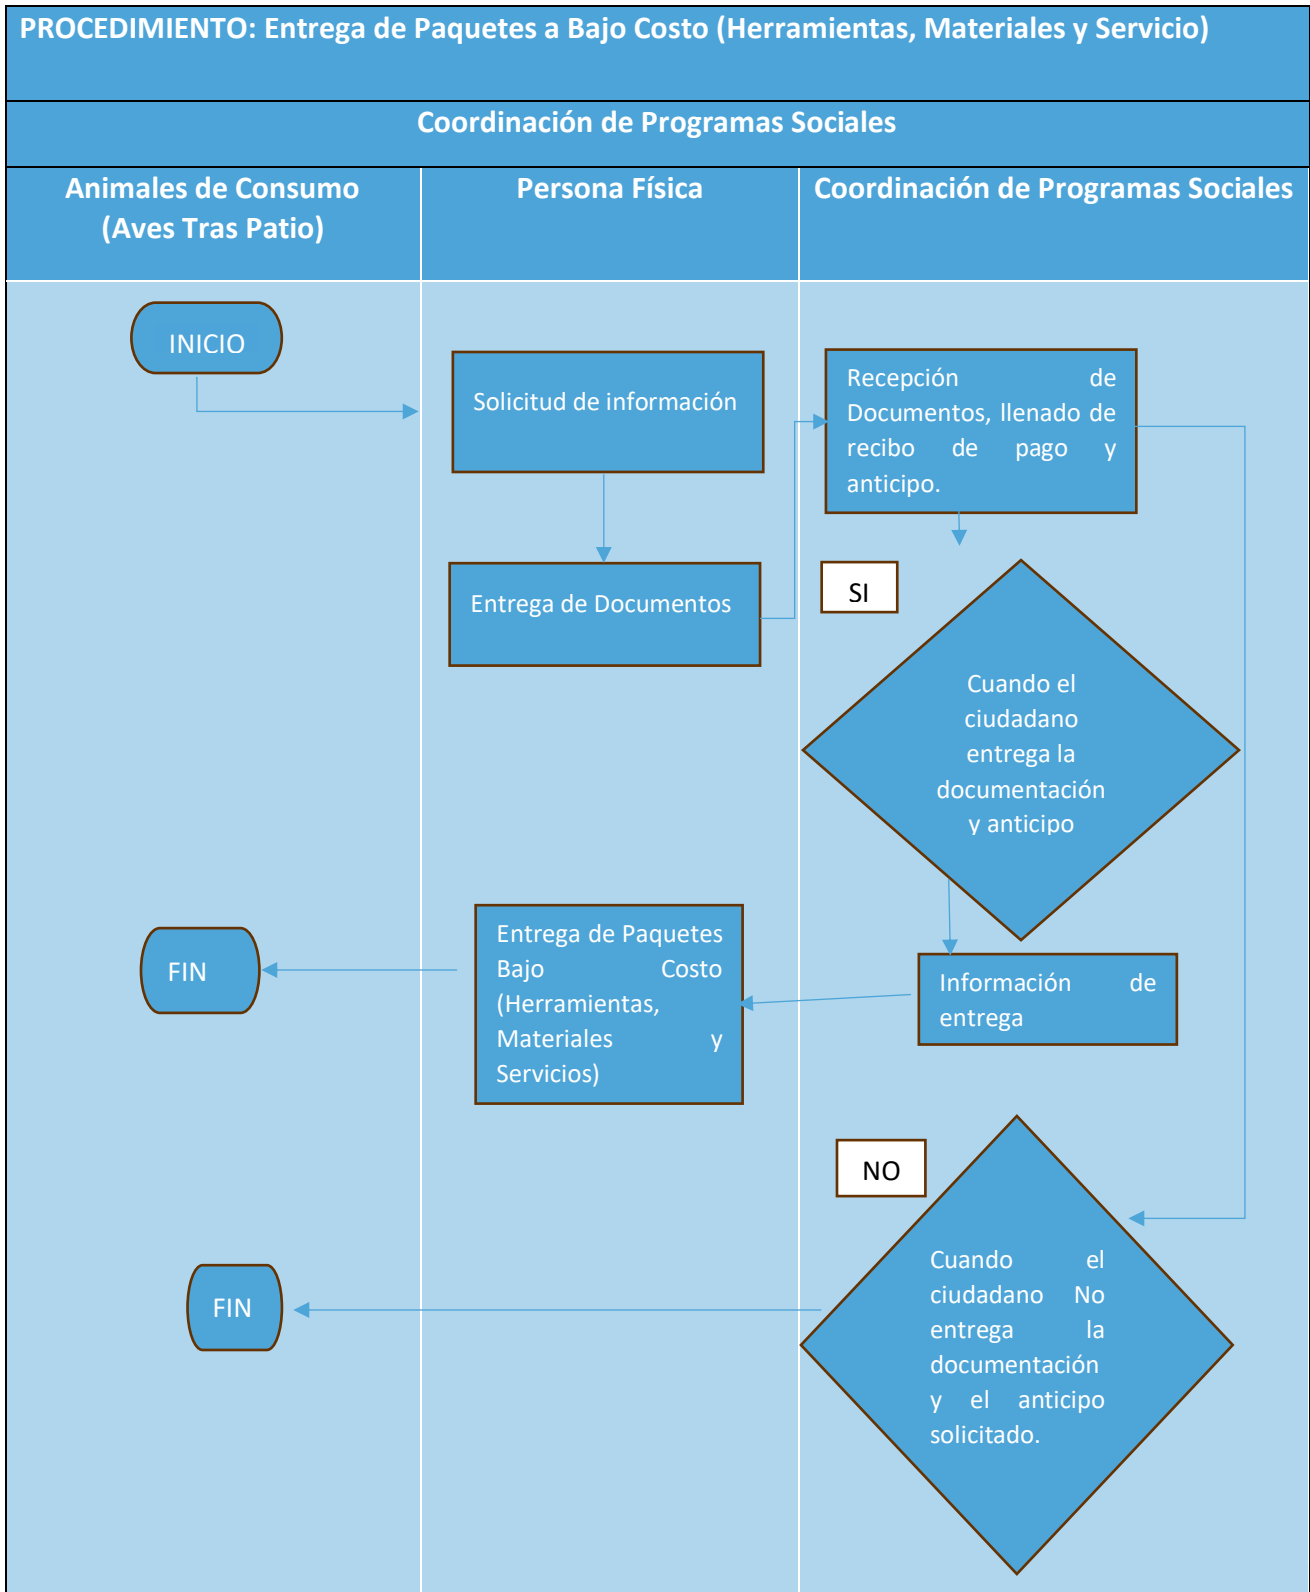 PROCEDIMIENTO: Entrega de Paquetes a Bajo Costo (Herramientas, Materiales y Servicio)
Coordinación de Programas Sociales
Animales de Consumo
(Aves Tras Patio)
Persona Física
Coordinación de Programas Sociales
INICIO
Solicitud de información
Recepción de
Documentos, llenado de
recibo de pago y
anticipo.
Entrega de Documentos
SI
Cuando el
ciudadano
entrega la
documentación
y anticipo
Información de
entrega
Entrega de Paquetes
Bajo Costo
(Herramientas,
Materiales y
Servicios)
FIN
NO
Cuando el
ciudadano No
entrega la
documentación
y el anticipo
solicitado.
FIN